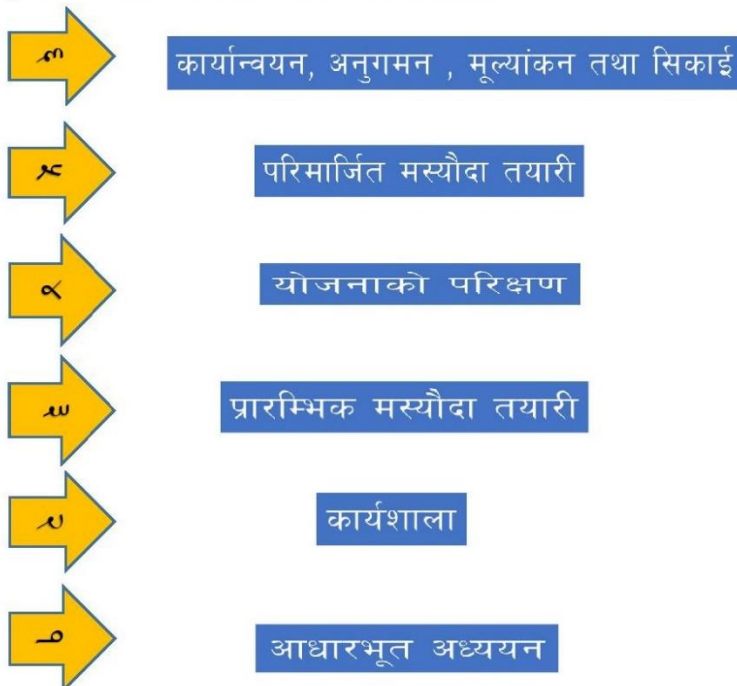 ६ कार्यान्वयन, अनुगमन , मूल्यांकन तथा सिकाई
५ परिमार्जित मस्यौदा तयारी
४ योजनाको परिक्षण
३ प्रारम्भिक मस्यौदा तयारी
२ कार्यशाला
१ आधारभूत अध्ययन